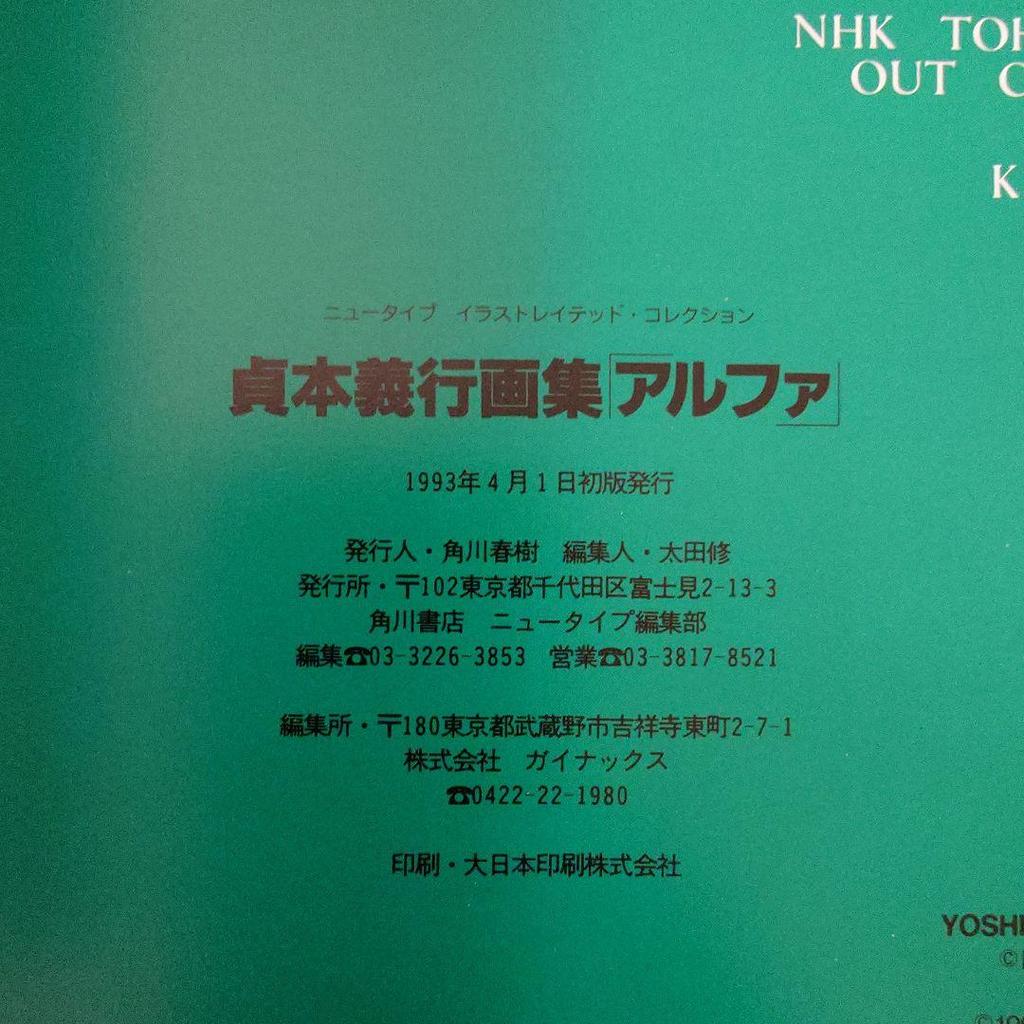 NHK TOH
OUT C
K
ニュータイプ イラストレイテッド・コレクション
貞本義行画集「アルファ」
1993年4月1日初版発行
発行人・角川春樹 編集人・太田修
発行所・〒102東京都千代田区富士見2-13-3
角川書店 ニュータイプ編集部
編集☎03-3226-3853 営業☎03-3817-8521
編集所・〒180東京都武蔵野市吉祥寺東町2-7-1
株式会社 ガイナックス
☎0422-22-1980
印刷・大日本印刷株式会社
YOSHI
©